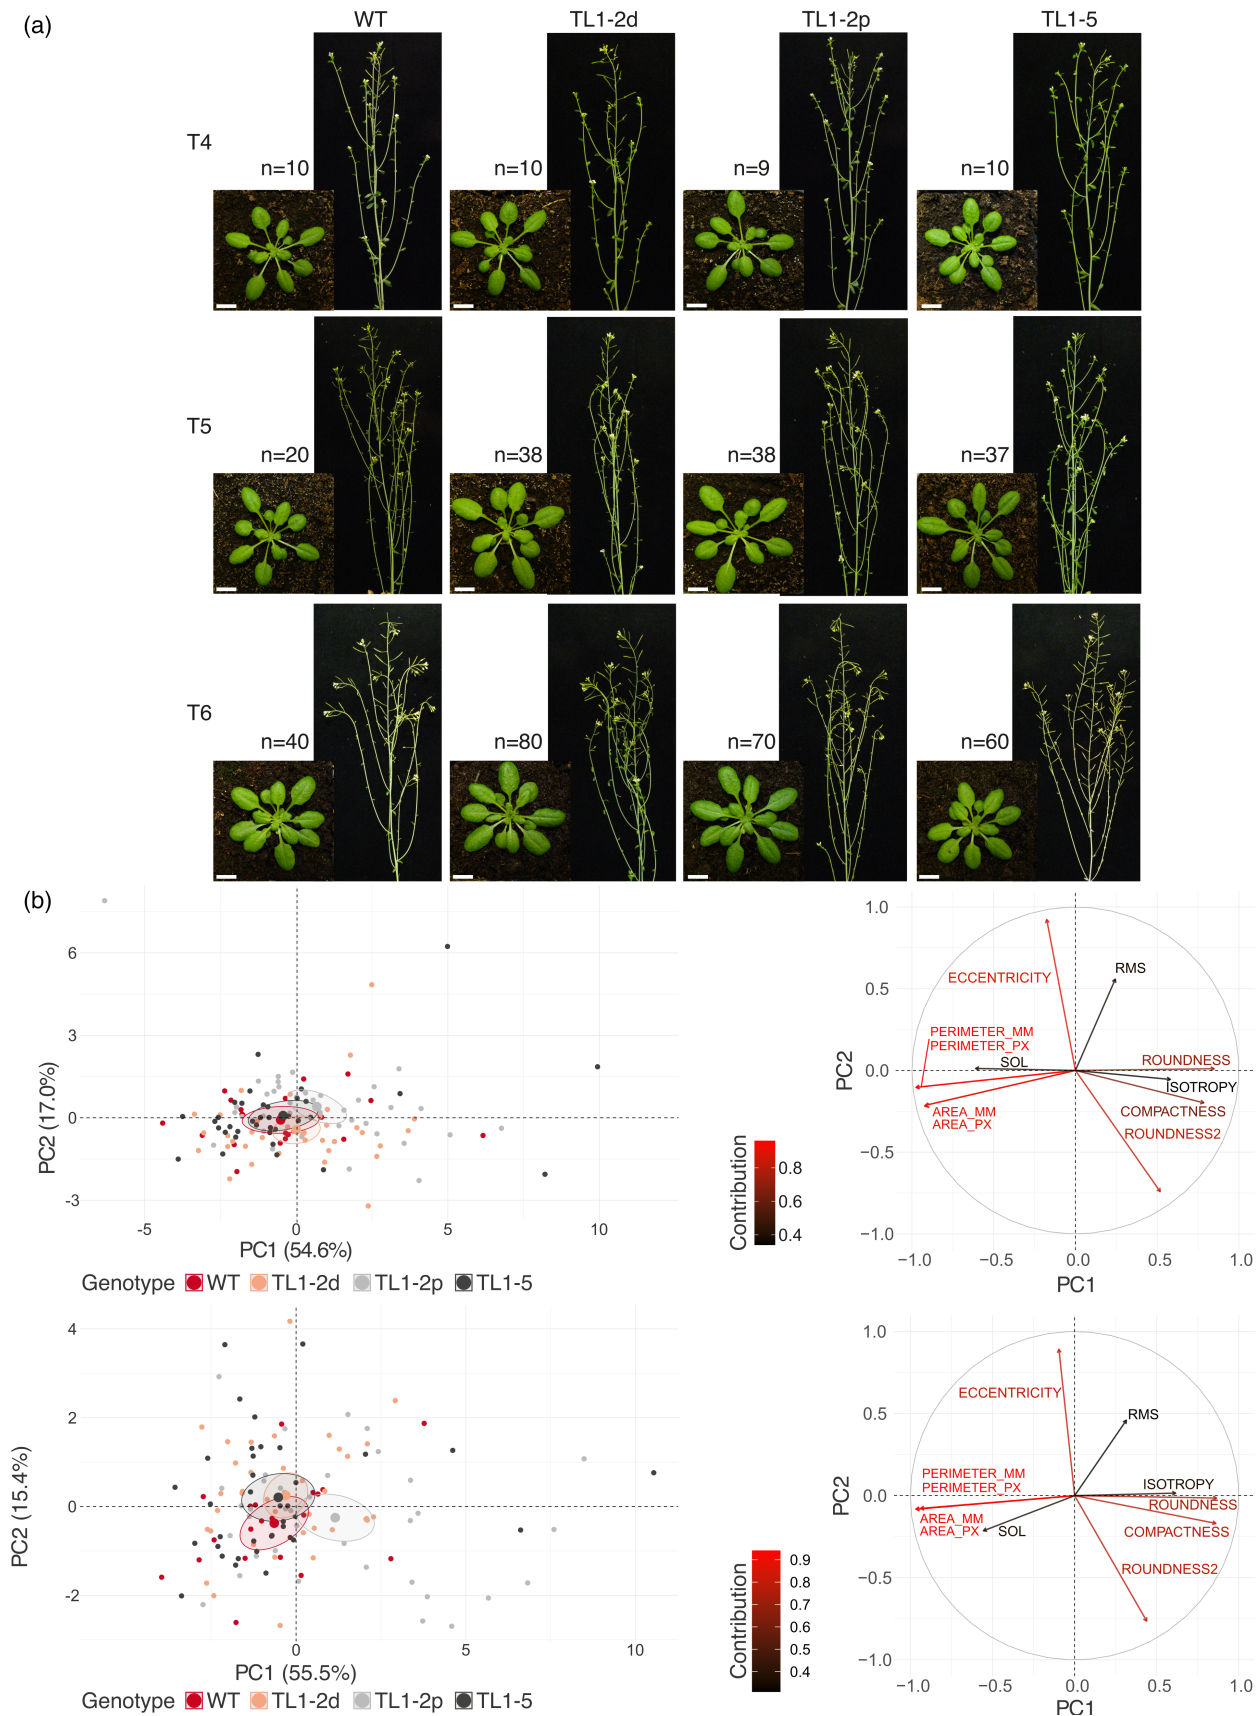 (a)
WT TL1-2d TL1-2p TL1-5
T4
n=10 n=10 n=9 n=10
T5
n=20 n=38 n=38 n=37
T6
n=40 n=80 n=70 n=60
(b)
6
3
0
-3
PC2 (17.0%)
-5 0 5 10
PC1 (54.6%)
Genotype WT TL1-2d TL1-2p TL1-5
Contribution
0.8
0.6
0.4
1.0
0.5
0.0
−0.5
−1.0
PC2
ECCENTRICITY
RMS
PERIMETER_MM
PERIMETER_PX
SOL
ROUNDNESS
ISOTROPY
AREA_MM
AREA_PX
COMPACTNESS
ROUNDNESS2
−1.0 −0.5 0.0 0.5 1.0
PC1
4
2
0
-2
PC2 (15.4%)
0 5 10
PC1 (55.5%)
Genotype WT TL1-2d TL1-2p TL1-5
Contribution
0.9
0.8
0.7
0.6
0.5
0.4
1.0
0.5
0.0
−0.5
−1.0
PC2
ECCENTRICITY
RMS
PERIMETER_MM
PERIMETER_PX
ISOTROPY
ROUNDNESS
AREA_MM
AREA_PX
SOL
COMPACTNESS
ROUNDNESS2
−1.0 −0.5 0.0 0.5 1.0
PC1